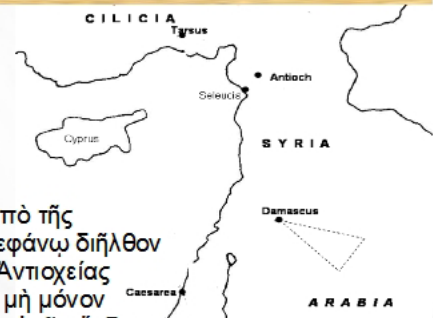 CILICIA
Tarsus
Antioch
Seleucia
Cyprus
SYRIA
Damascus
πὸ τῆς
εφάνῳ διῆλθον
Ἀντιοχείας
μὴ μόνον
Caesarea
ARABIA